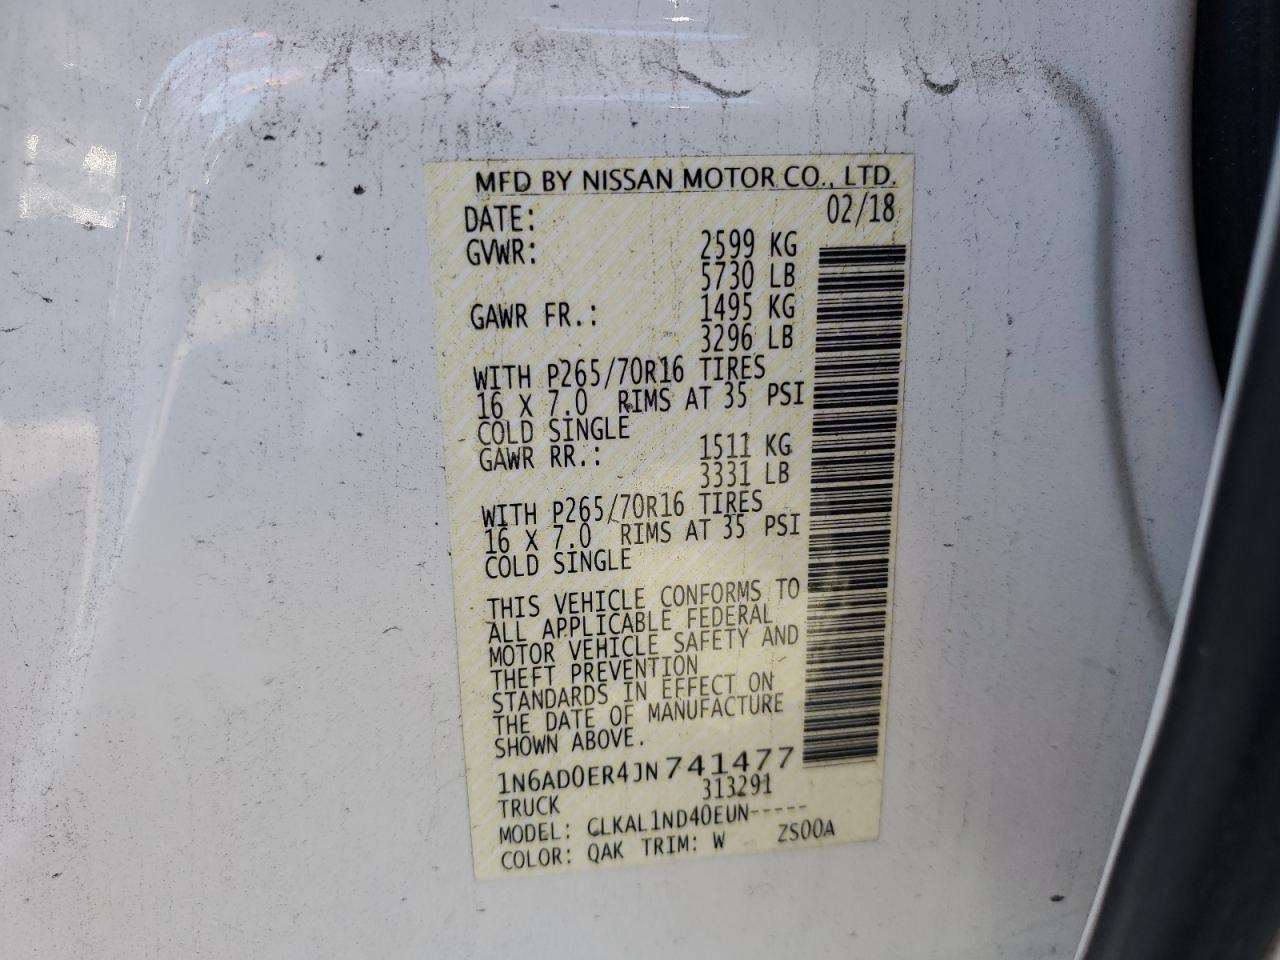 MFD BY NISSAN MOTOR CO., LTD.
DATE: 02/18
GVWR: 2599 KG
5730 LB
GAWR FR.: 1495 KG
3296 LB
WITH P265/70R16 TIRES
16 X 7.0 RIMS AT 35 PSI
COLD SINGLE
GAWR RR.: 1511 KG
3331 LB
WITH P265/70R16 TIRES
16 X 7.0 RIMS AT 35 PSI
COLD SINGLE
THIS VEHICLE CONFORMS TO
ALL APPLICABLE FEDERAL
MOTOR VEHICLE SAFETY AND
THEFT PREVENTION
STANDARDS IN EFFECT ON
THE DATE OF MANUFACTURE
SHOWN ABOVE.
1N6AD0ER4JN741477
TRUCK 313291
MODEL: CLKAL1ND40EUN-----
COLOR: QAK TRIM: W ZS00A